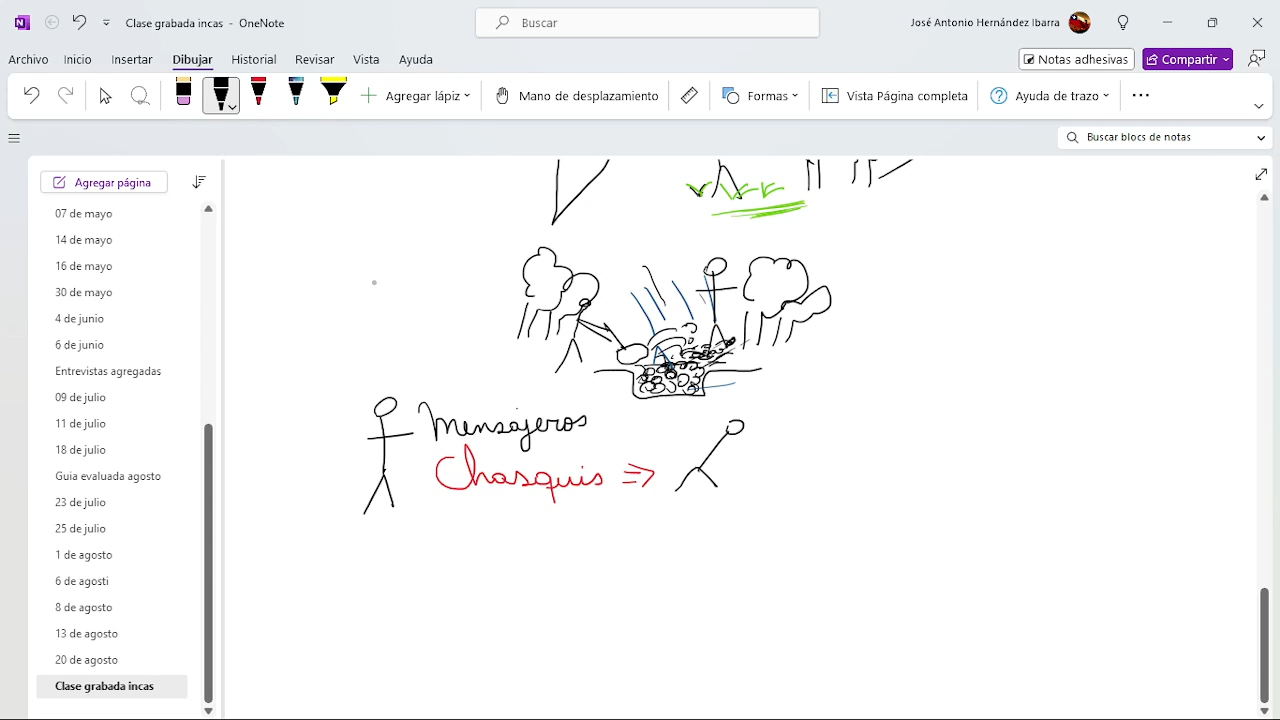 Clase grabada incas - OneNote
Buscar
José Antonio Hernández Ibarra
Archivo
Inicio
Insertar
Dibujar
Historial
Revisar
Vista
Ayuda
Notas adhesivas
Compartir
Agregar lápiz
Mano de desplazamiento
Formas
Vista Página completa
Ayuda de trazo
Buscar blocs de notas
Agregar página
07 de mayo
14 de mayo
16 de mayo
30 de mayo
4 de junio
6 de junio
Entrevistas agregadas
09 de julio
11 de julio
18 de julio
Guia evaluada agosto
23 de julio
25 de julio
1 de agosto
6 de agosti
8 de agosto
13 de agosto
20 de agosto
Clase grabada incas
Mensajeros
Chasquis ⇒